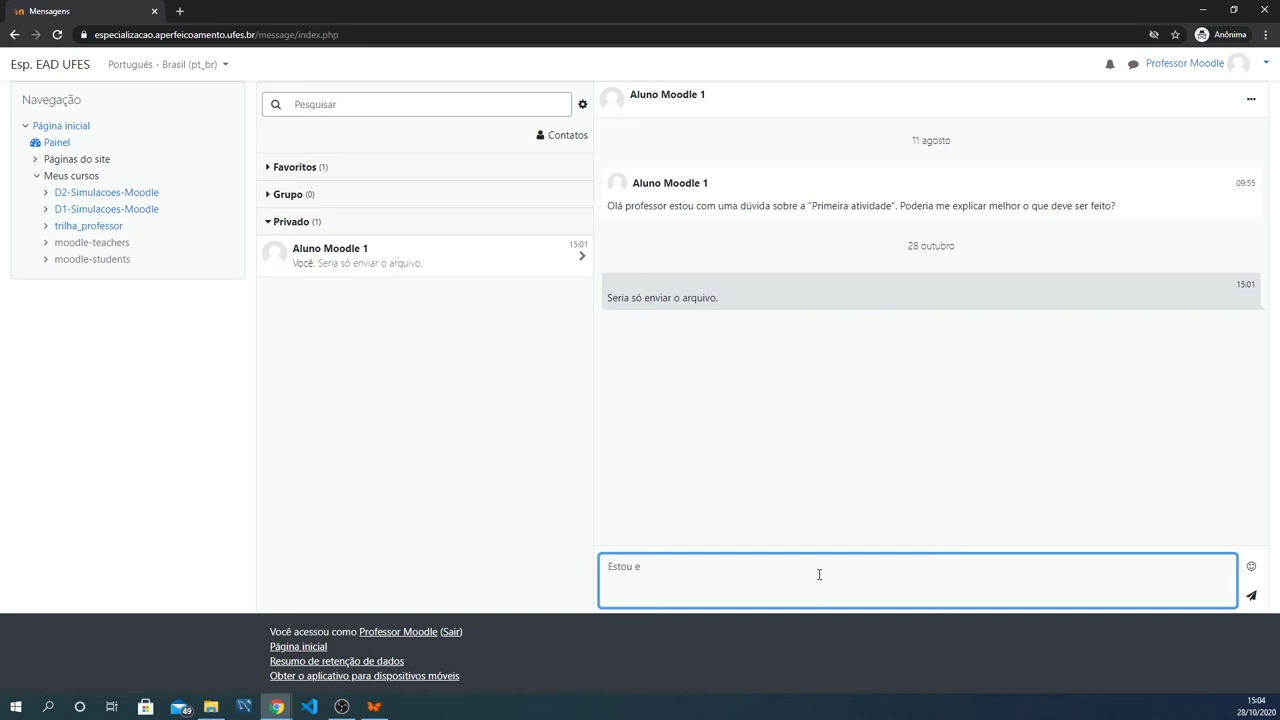 Mensagens
especializacao.aperfeicoamento.ufes.br/message/index.php
Anônima
Esp. EAD UFES
Português - Brasil (pt_br)
Professor Moodle
Navegação
Página inicial
Painel
Páginas do site
Meus cursos
D2-Simulacoes-Moodle
D1-Simulacoes-Moodle
trilha_professor
moodle-teachers
moodle-students
Pesquisar
Contatos
Favoritos (1)
Grupo (0)
Privado (1)
Aluno Moodle 1
15:01
Você: Seria só enviar o arquivo.
Aluno Moodle 1
11 agosto
Aluno Moodle 1
09:55
Olá professor estou com uma dúvida sobre a "Primeira atividade". Poderia me explicar melhor o que deve ser feito?
28 outubro
15:01
Seria só enviar o arquivo.
Estou e
Você acessou como Professor Moodle (Sair)
Página inicial
Resumo de retenção de dados
Obter o aplicativo para dispositivos móveis
49
15:04
28/10/2020